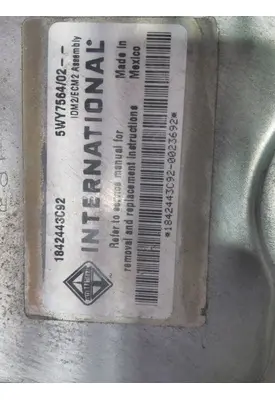 1842443C92
5WY7564/02--
IDM2/ECM2 Assembly
INTERNATIONAL®
Made in
Mexico
Refer to service manual for
removal and replacement instructions
*1842443C92-0023692*